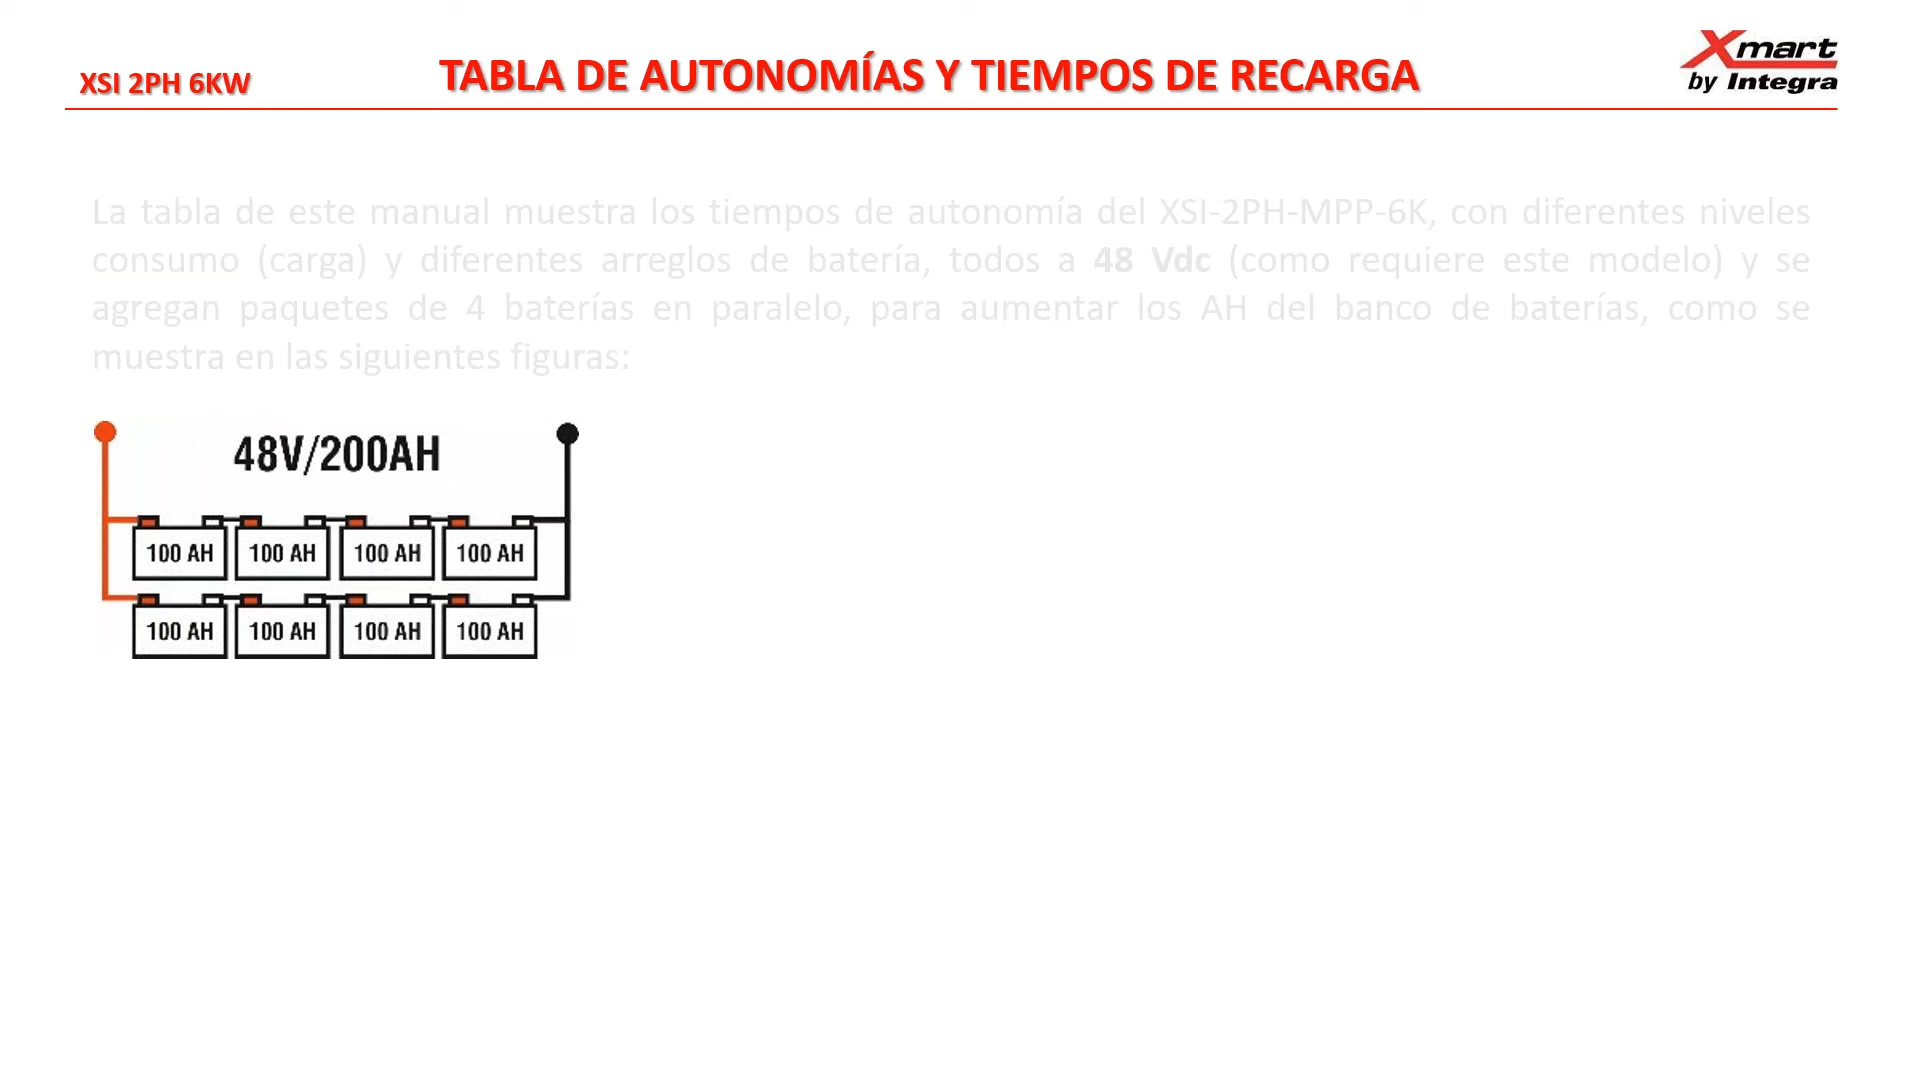 XSI 2PH 6KW
TABLA DE AUTONOMÍAS Y TIEMPOS DE RECARGA
Xmart
by Integra
La tabla de este manual muestra los tiempos de autonomía del XSI-2PH-MPP-6K, con diferentes niveles
consumo (carga) y diferentes arreglos de batería, todos a 48 Vdc (como requiere este modelo) y se
agregan paquetes de 4 baterías en paralelo, para aumentar los AH del banco de baterías, como se
muestra en las siguientes figuras:
48V/200AH
100 AH 100 AH 100 AH 100 AH
100 AH 100 AH 100 AH 100 AH